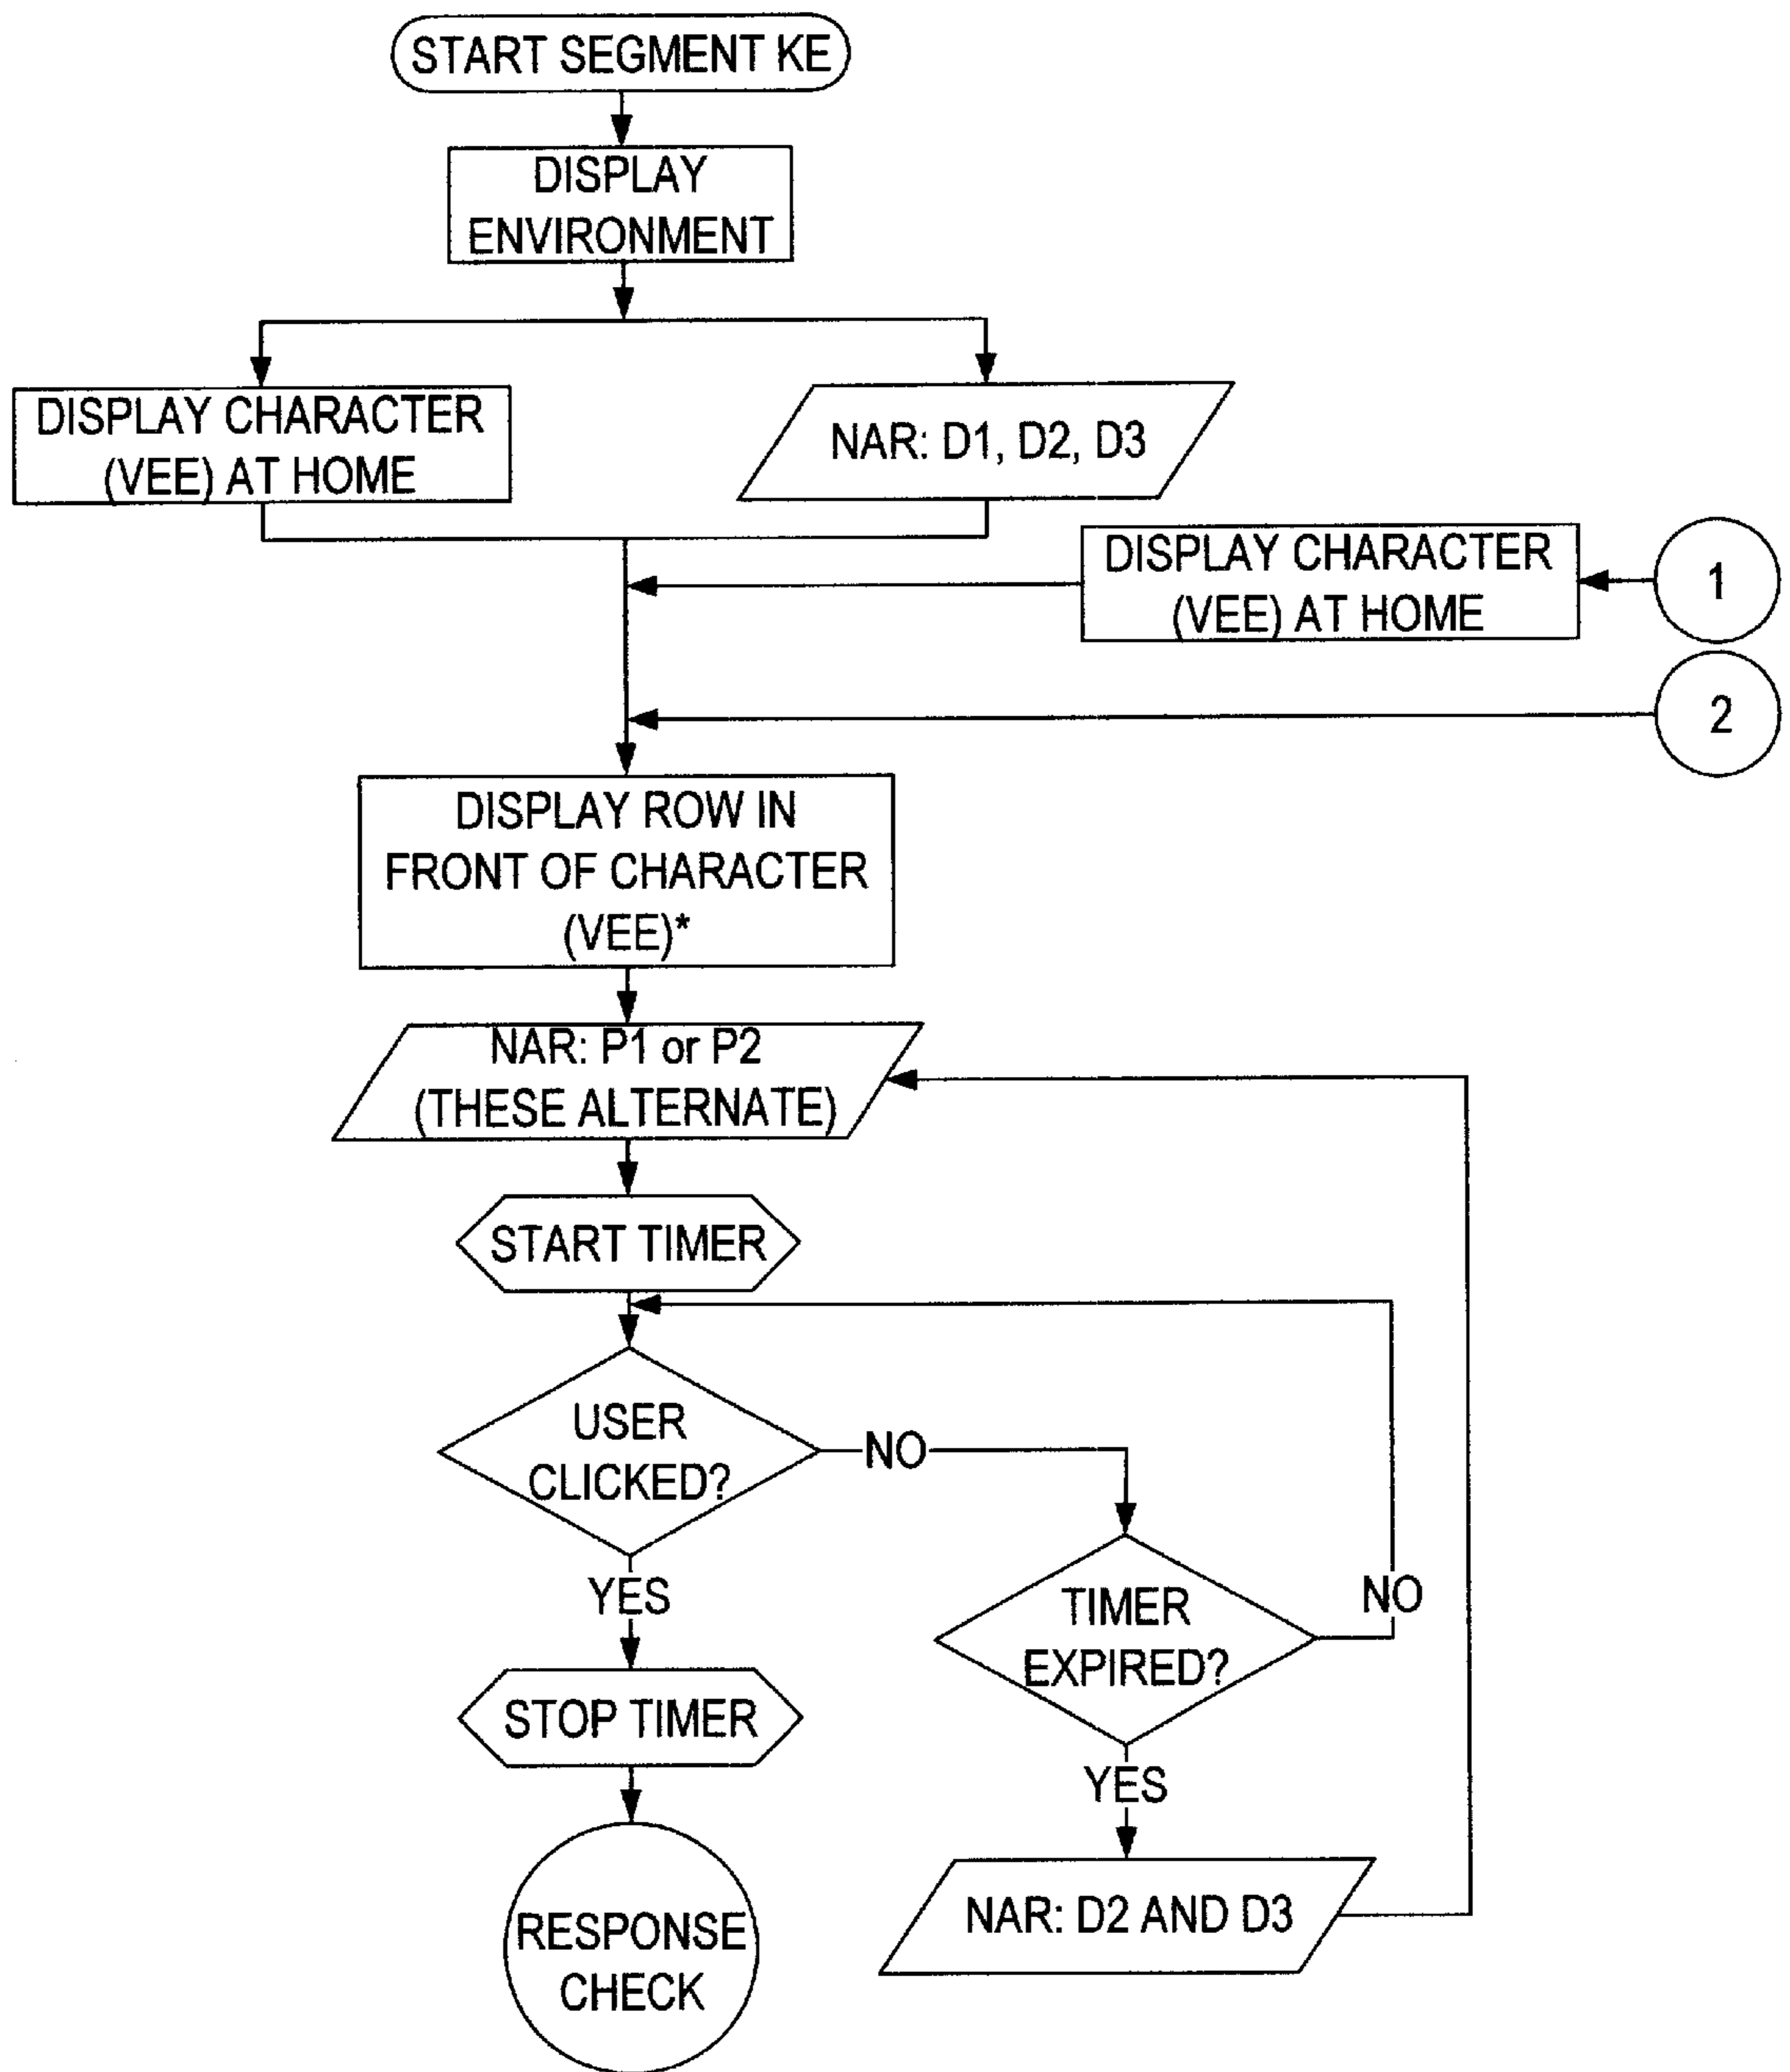 START SEGMENT KE
DISPLAY
ENVIRONMENT
DISPLAY CHARACTER
(VEE) AT HOME
NAR: D1, D2, D3
DISPLAY CHARACTER
(VEE) AT HOME
1
2
DISPLAY ROW IN
FRONT OF CHARACTER
(VEE)*
NAR: P1 or P2
(THESE ALTERNATE)
START TIMER
USER
CLICKED?
NO
YES
TIMER
EXPIRED?
NO
STOP TIMER
YES
NAR: D2 AND D3
RESPONSE
CHECK